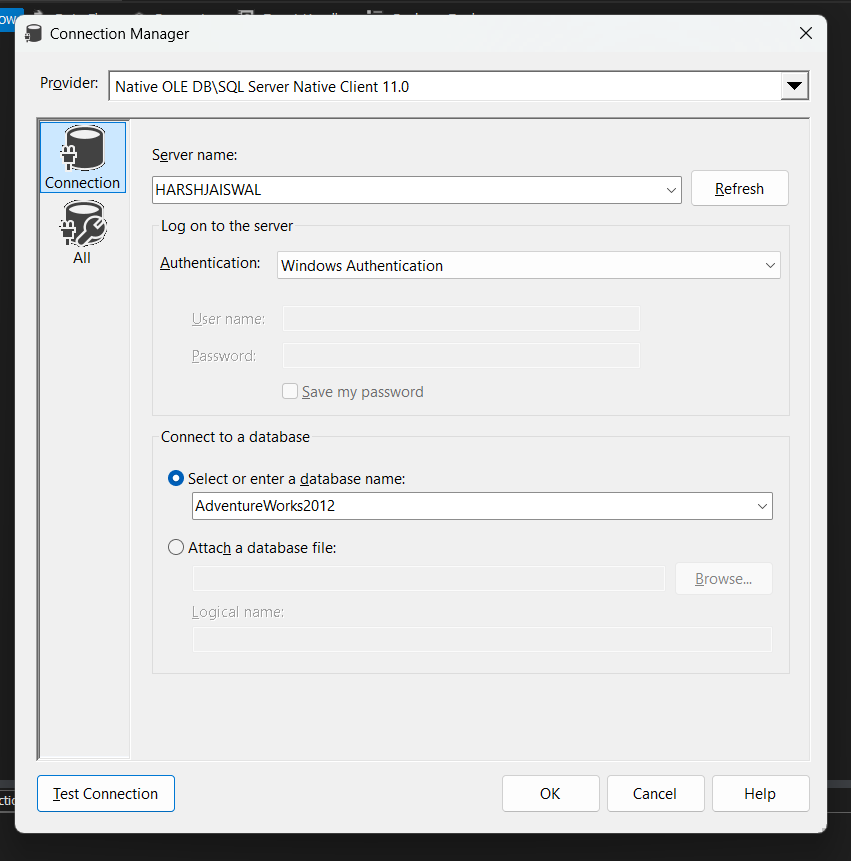 Connection Manager
Provider: Native OLE DB\SQL Server Native Client 11.0
Connection
All
Server name:
HARSHJAISWAL Refresh
Log on to the server
Authentication: Windows Authentication
User name:
Password:
Save my password
Connect to a database
Select or enter a database name:
AdventureWorks2012
Attach a database file:
Browse...
Logical name:
Test Connection OK Cancel Help